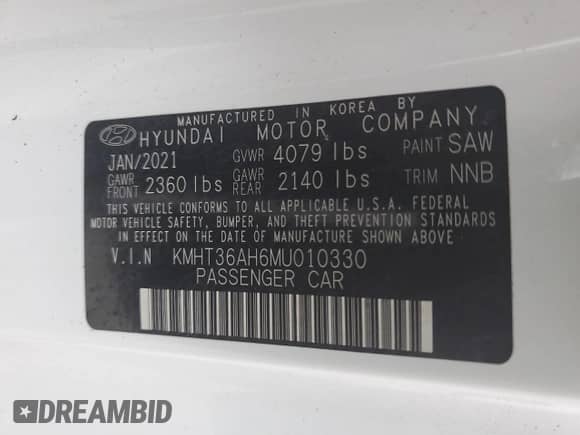 MANUFACTURED IN KOREA BY
HYUNDAI MOTOR COMPANY
JAN/2021 GVWR 4079 lbs PAINT SAW
GAWR FRONT 2360 lbs GAWR REAR 2140 lbs TRIM NNB
THIS VEHICLE CONFORMS TO ALL APPLICABLE U.S.A. FEDERAL
MOTOR VEHICLE SAFETY, BUMPER, AND THEFT PREVENTION STANDARDS
IN EFFECT ON THE DATE OF MANUFACTURE SHOWN ABOVE
V.I.N KMHT36AH6MU010330
PASSENGER CAR
DREAMBID